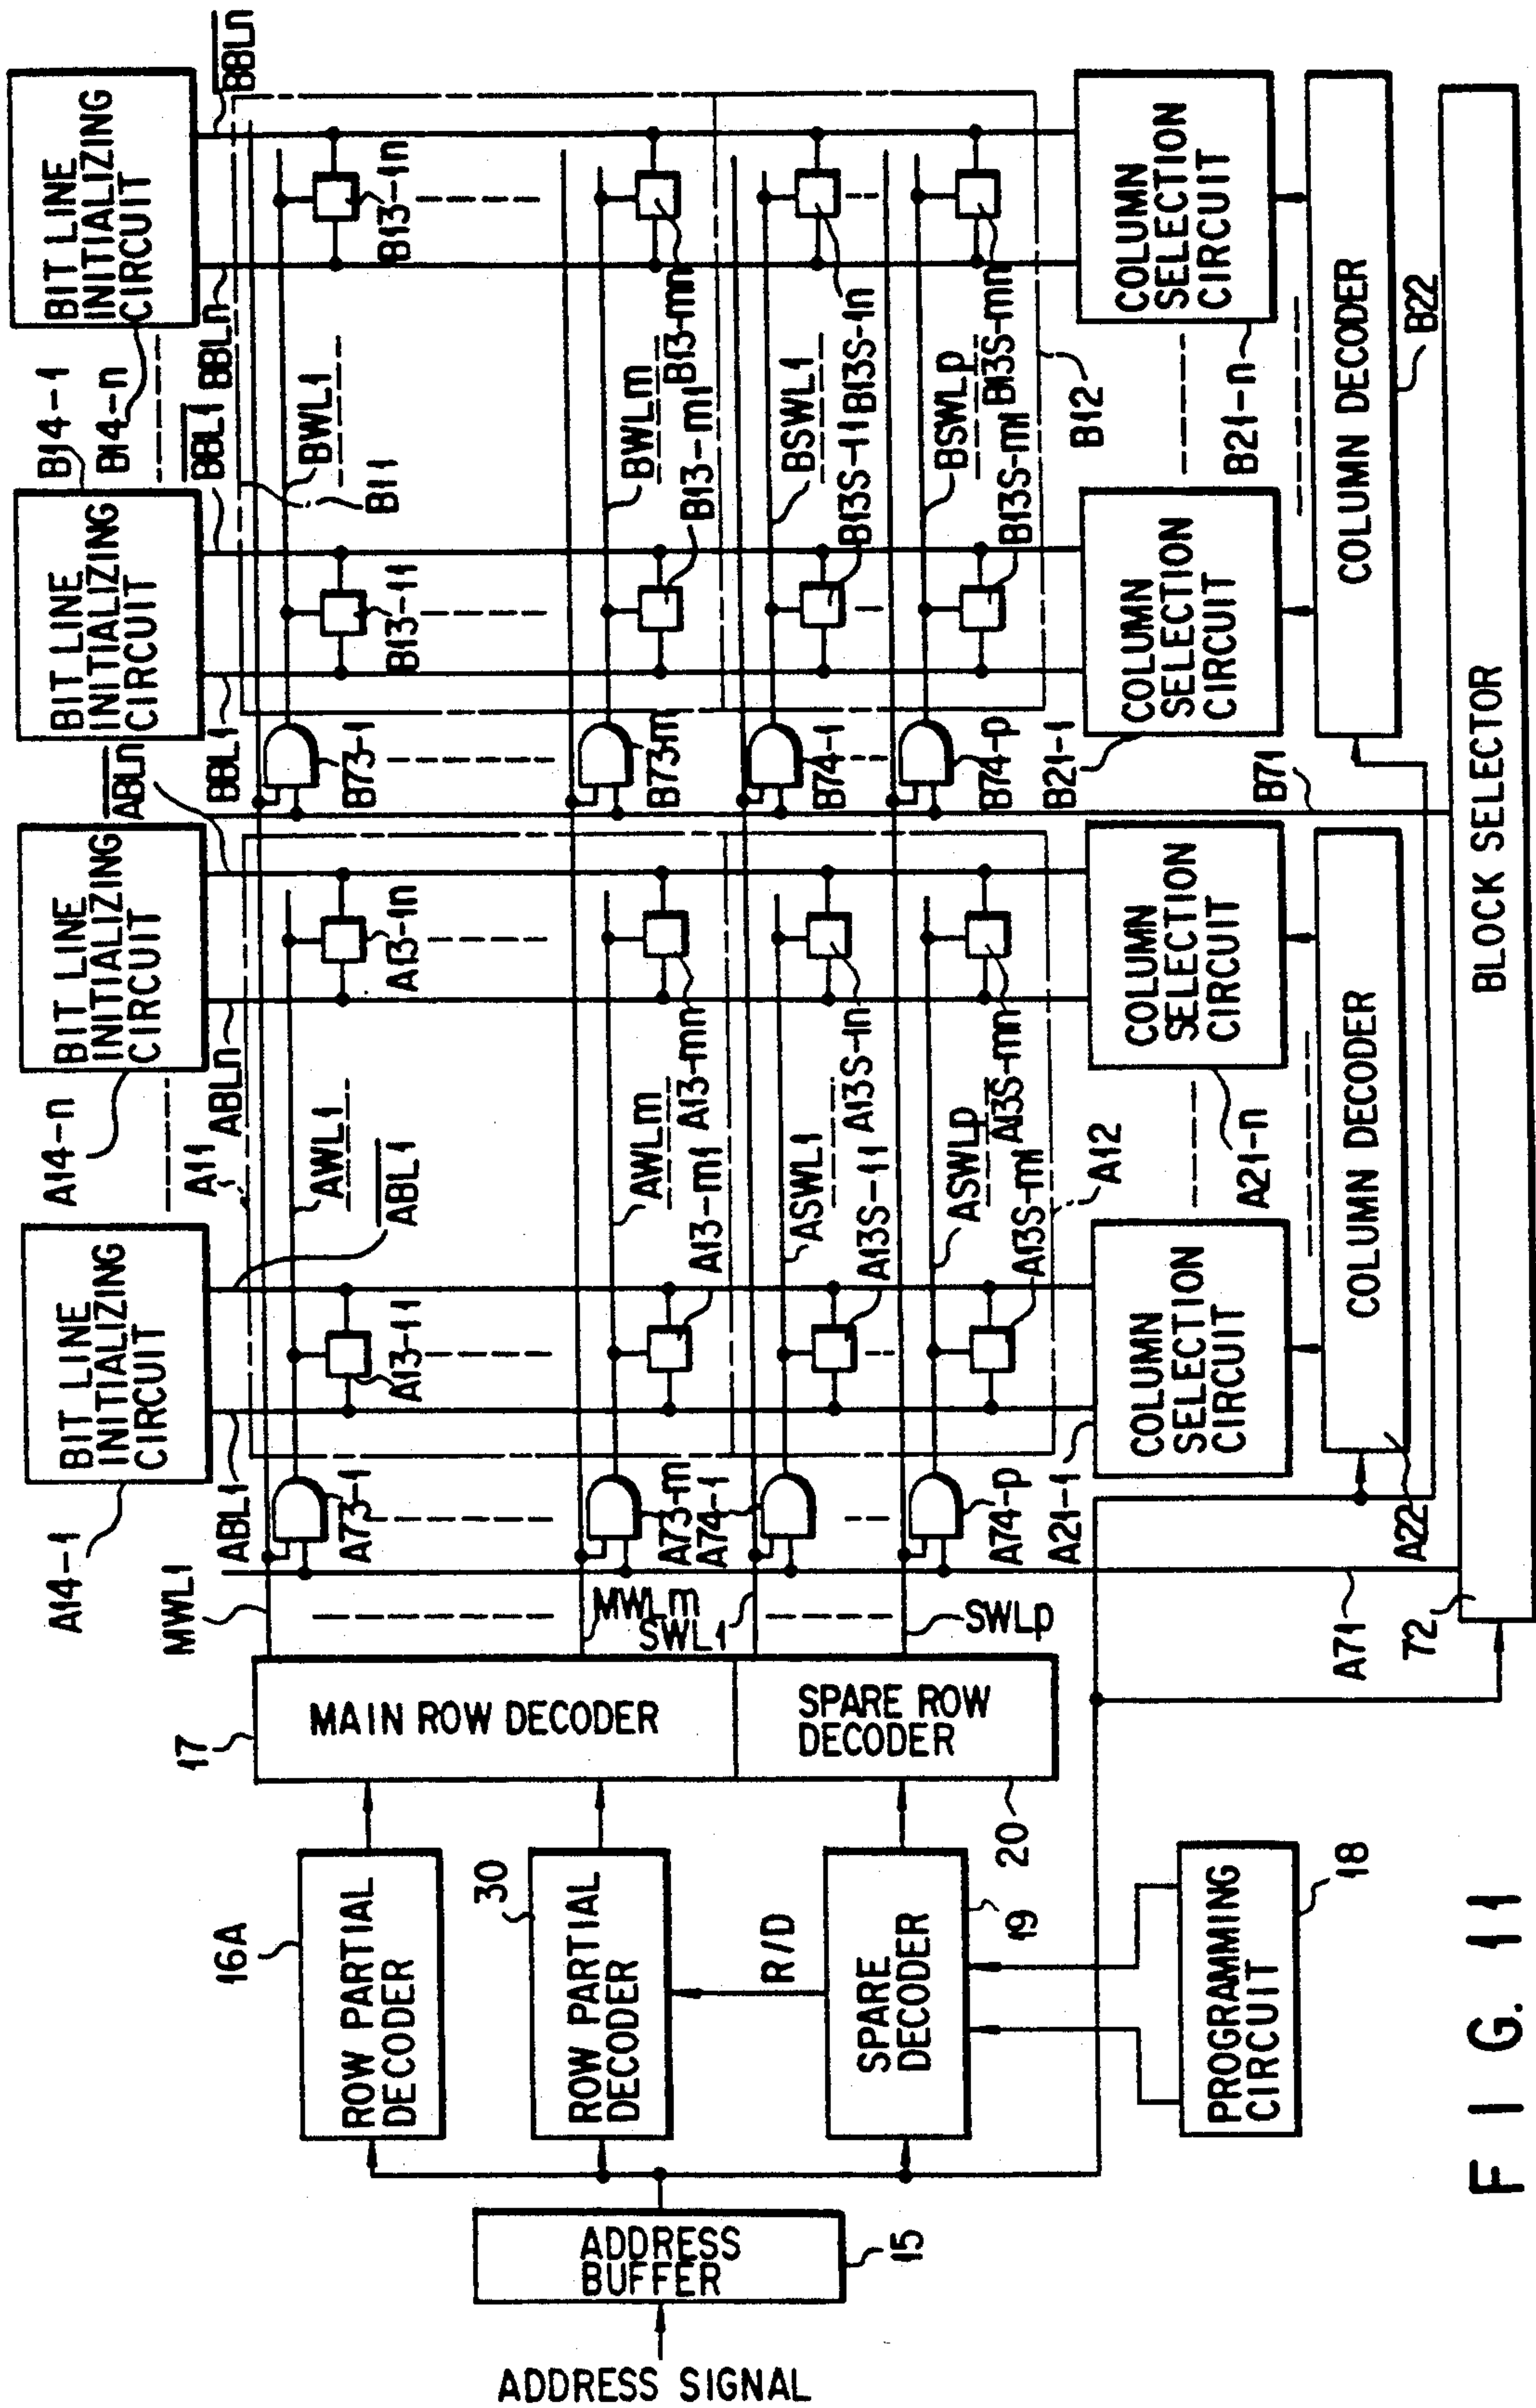 BIT LINE
INITIALIZING
CIRCUIT
BIT LINE
INITIALIZING
CIRCUIT
BIT LINE
INITIALIZING
CIRCUIT
BIT LINE
INITIALIZING
CIRCUIT
A14-1
A14-n
B14-1
B14-n
MWL1
ABL1
ABL1
A11
ABLn
ABLn
BBL1
BBL1
BBLn
BBLn
AWL1
BWL1
B11
A73-1
A13-11
A13-1n
B73-1
B13-11
B13-1n
17
MAIN ROW DECODER
SPARE ROW
DECODER
20
MWLm
SWL1
SWLp
A73-m
A74-1
A74-p
AWLm
A13-m1
A13-mn
ASWL1
A13S-11
A13S-1n
ASWLp
A13S-m1
A13S-mn
A12
B73-m
B74-1
B74-p
BWLm
B13-m1
B13-mn
BSWL1
B13S-11
B13S-1n
BSWLp
B13S-m1
B13S-mn
B12
16A
ROW PARTIAL
DECODER
30
ROW PARTIAL
DECODER
R/D
SPARE
DECODER
19
PROGRAMMING
CIRCUIT
18
ADDRESS
BUFFER
15
ADDRESS SIGNAL
A21-1
COLUMN
SELECTION
CIRCUIT
COLUMN
SELECTION
CIRCUIT
A21-n
B21-1
COLUMN
SELECTION
CIRCUIT
COLUMN
SELECTION
CIRCUIT
B21-n
COLUMN DECODER
A22
COLUMN DECODER
B22
A71
B71
72
BLOCK SELECTOR
FIG. 11